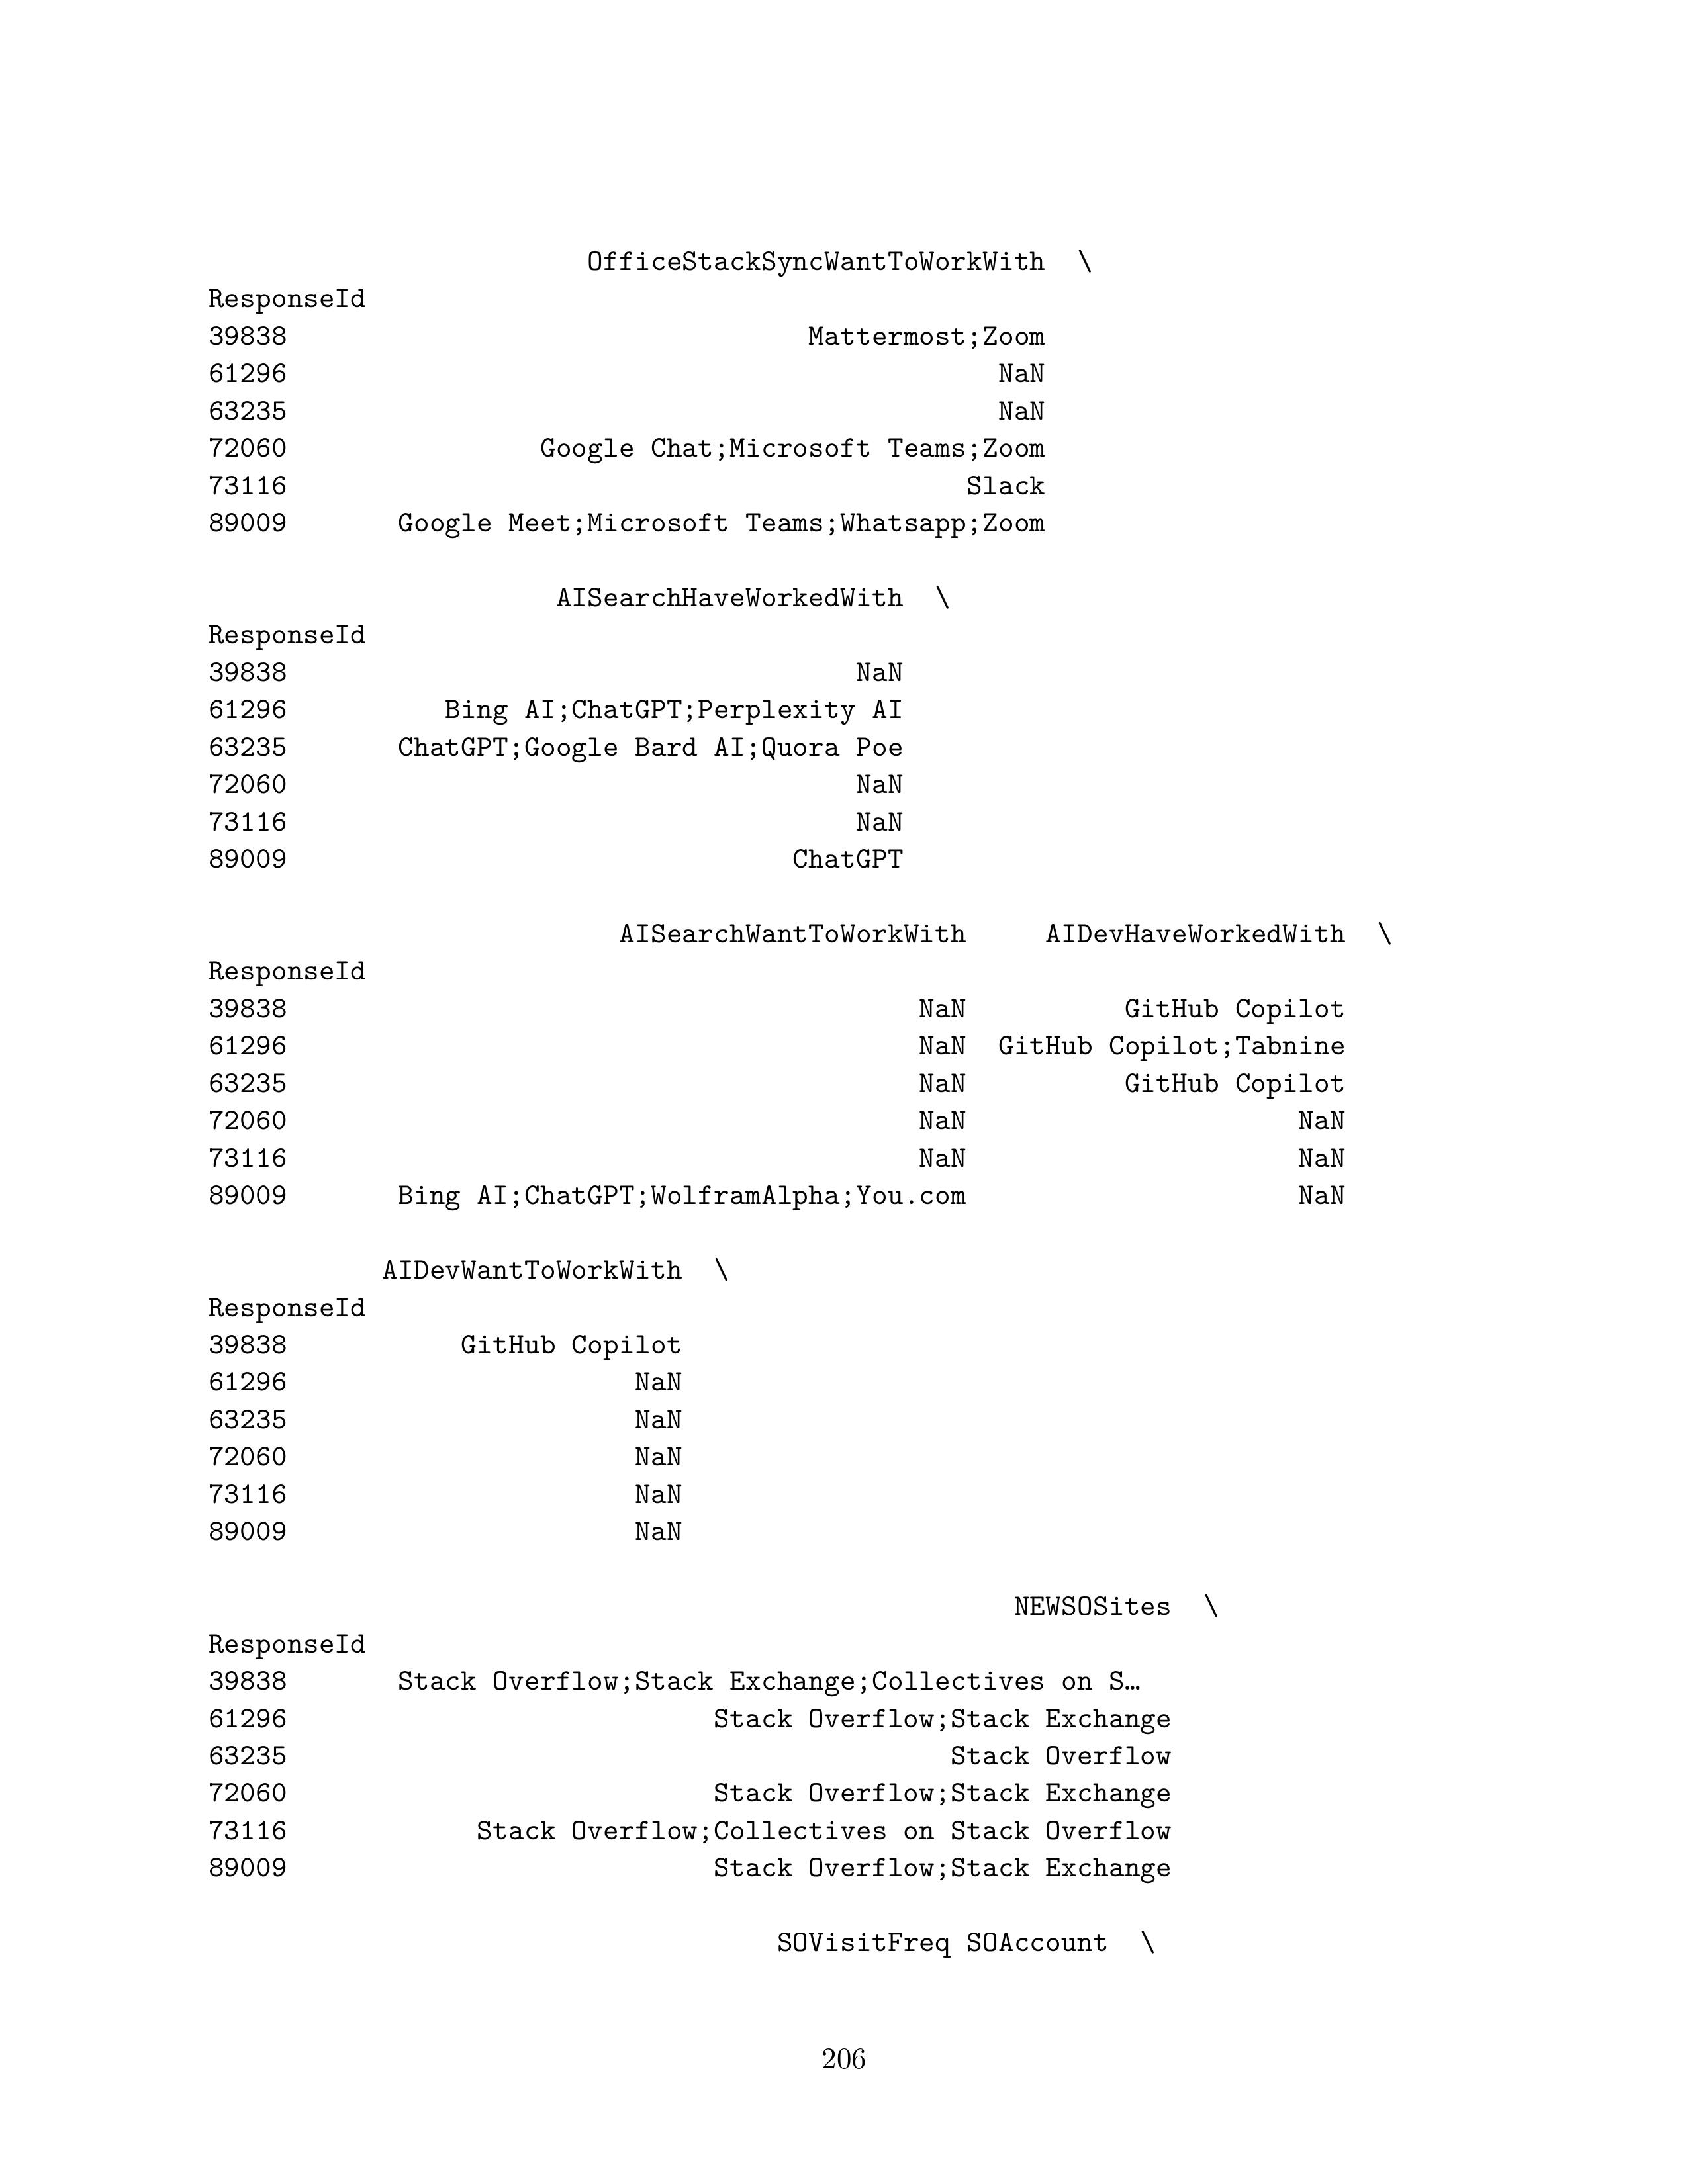 OfficeStackSyncWantToWorkWith \
ResponseId
39838 Mattermost;Zoom
61296 NaN
63235 NaN
72060 Google Chat;Microsoft Teams;Zoom
73116 Slack
89009 Google Meet;Microsoft Teams;Whatsapp;Zoom
AISearchHaveWorkedWith \
ResponseId
39838 NaN
61296 Bing AI;ChatGPT;Perplexity AI
63235 ChatGPT;Google Bard AI;Quora Poe
72060 NaN
73116 NaN
89009 ChatGPT
AISearchWantToWorkWith AIDevHaveWorkedWith \
ResponseId
39838 NaN GitHub Copilot
61296 NaN GitHub Copilot;Tabnine
63235 NaN GitHub Copilot
72060 NaN NaN
73116 NaN NaN
89009 Bing AI;ChatGPT;WolframAlpha;You.com NaN
AIDevWantToWorkWith \
ResponseId
39838 GitHub Copilot
61296 NaN
63235 NaN
72060 NaN
73116 NaN
89009 NaN
NEWSOSites \
ResponseId
39838 Stack Overflow;Stack Exchange;Collectives on S…
61296 Stack Overflow;Stack Exchange
63235 Stack Overflow
72060 Stack Overflow;Stack Exchange
73116 Stack Overflow;Collectives on Stack Overflow
89009 Stack Overflow;Stack Exchange
SOVisitFreq SOAccount \
206